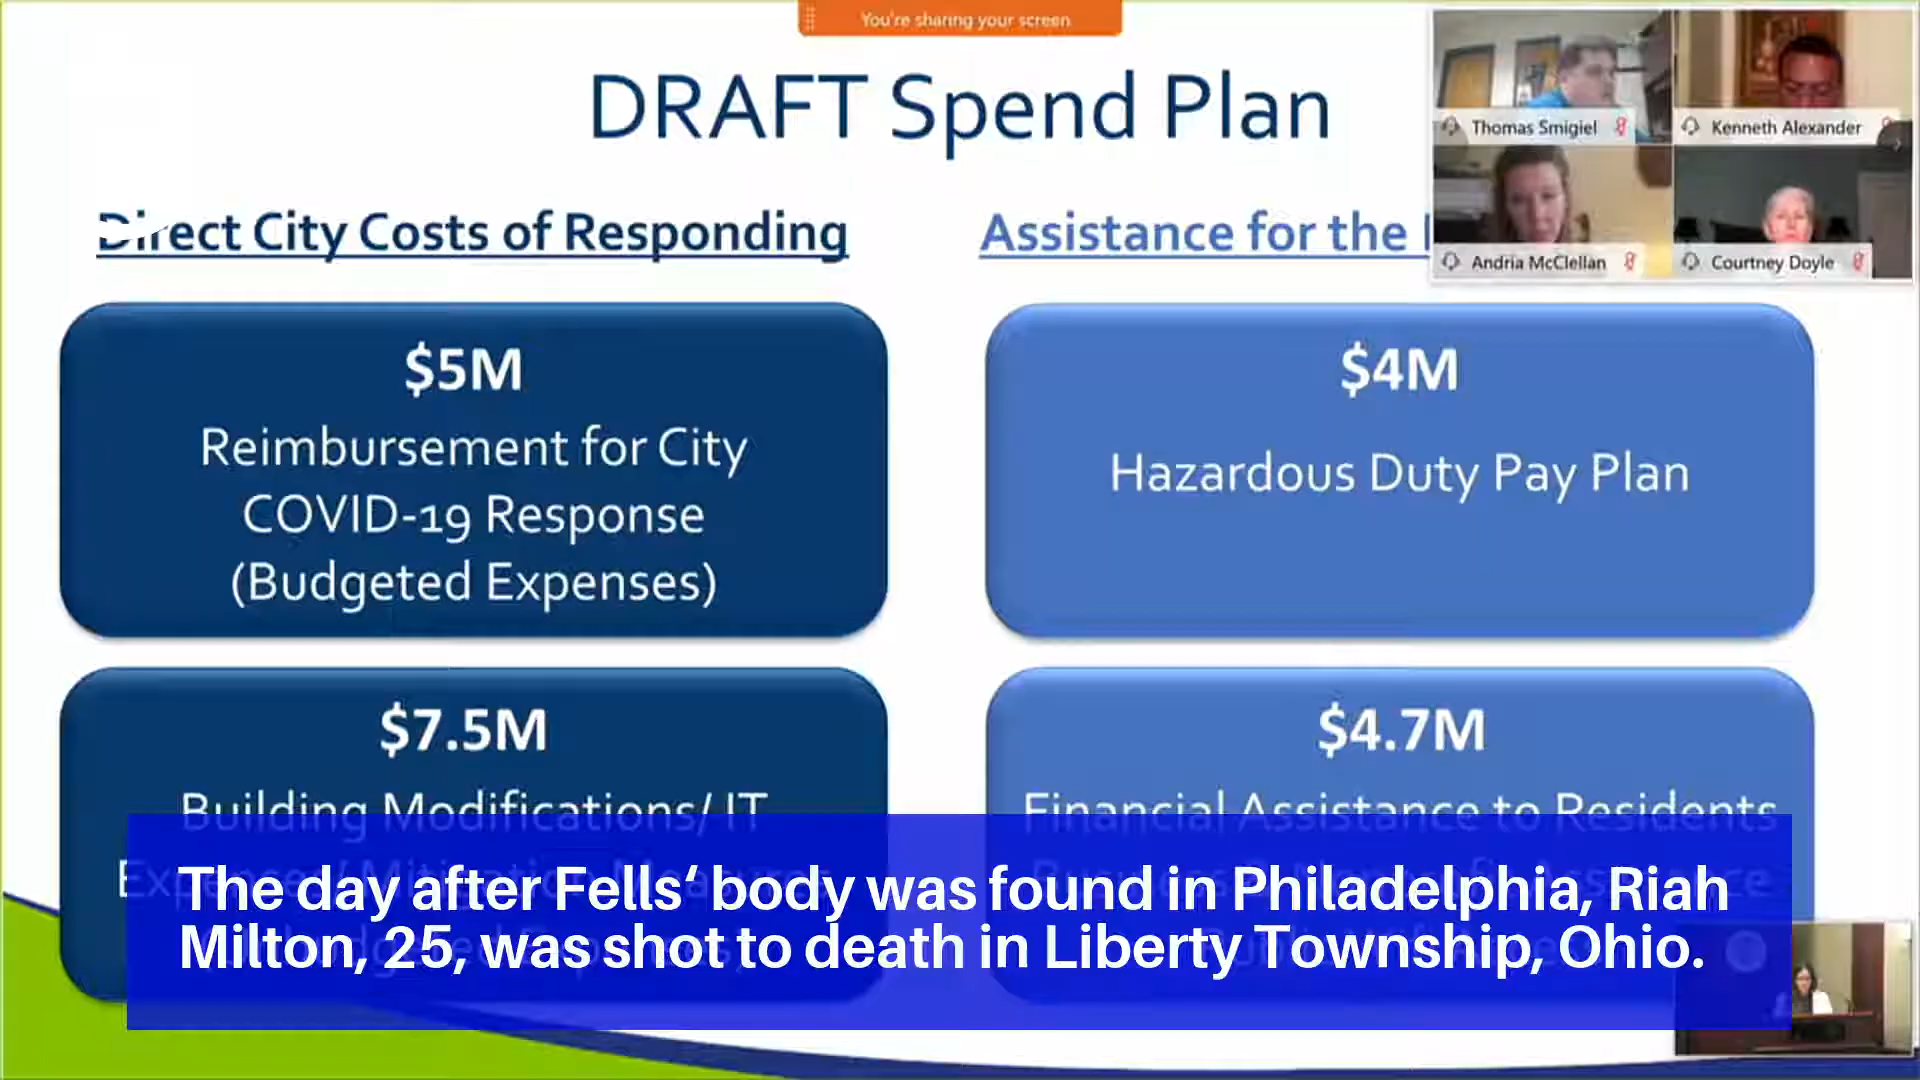 You're sharing your screen
DRAFT Spend Plan
Thomas Smigiel
Kenneth Alexander
Andria McClellan
Courtney Doyle
Direct City Costs of Responding
Assistance for the
$5M
Reimbursement for City
COVID-19 Response
(Budgeted Expenses)
$4M
Hazardous Duty Pay Plan
$7.5M
Building Modifications/ IT
$4.7M
Financial Assistance to Residents
The day after Fells‘ body was found in Philadelphia, Riah
Milton, 25, was shot to death in Liberty Township, Ohio.